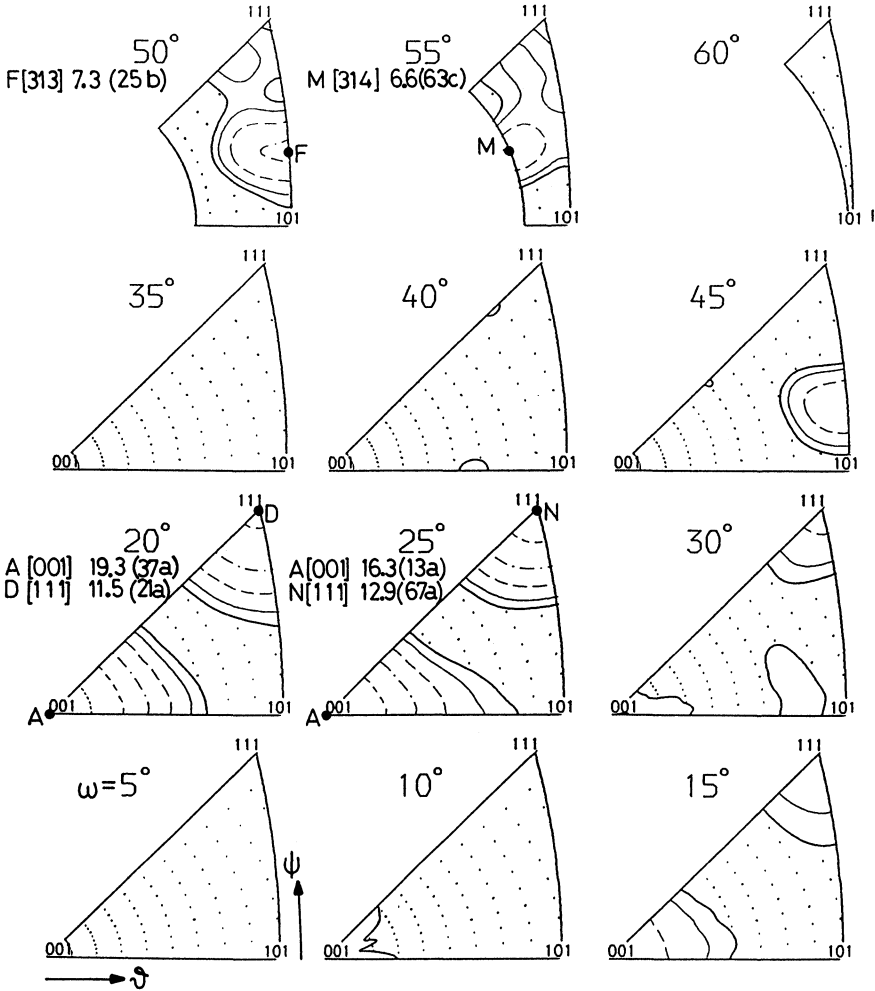 111 111 111
50° 55° 60°
F[313] 7.3 (25b) M [314] 6.6(63c)
F M
101 101 101
111 111 111
35° 40° 45°
001 101 001 101 001 101
111 D 111 N 111
20° 25° 30°
A [001] 19.3 (37a) A[001] 16.3(13a)
D [111] 11.5 (21a) N[111] 12.9(67a)
A 001 101 A 001 101 001 101
111 111 111
ω=5° 10° 15°
ψ
001 101 001 101 001 101
ϑ